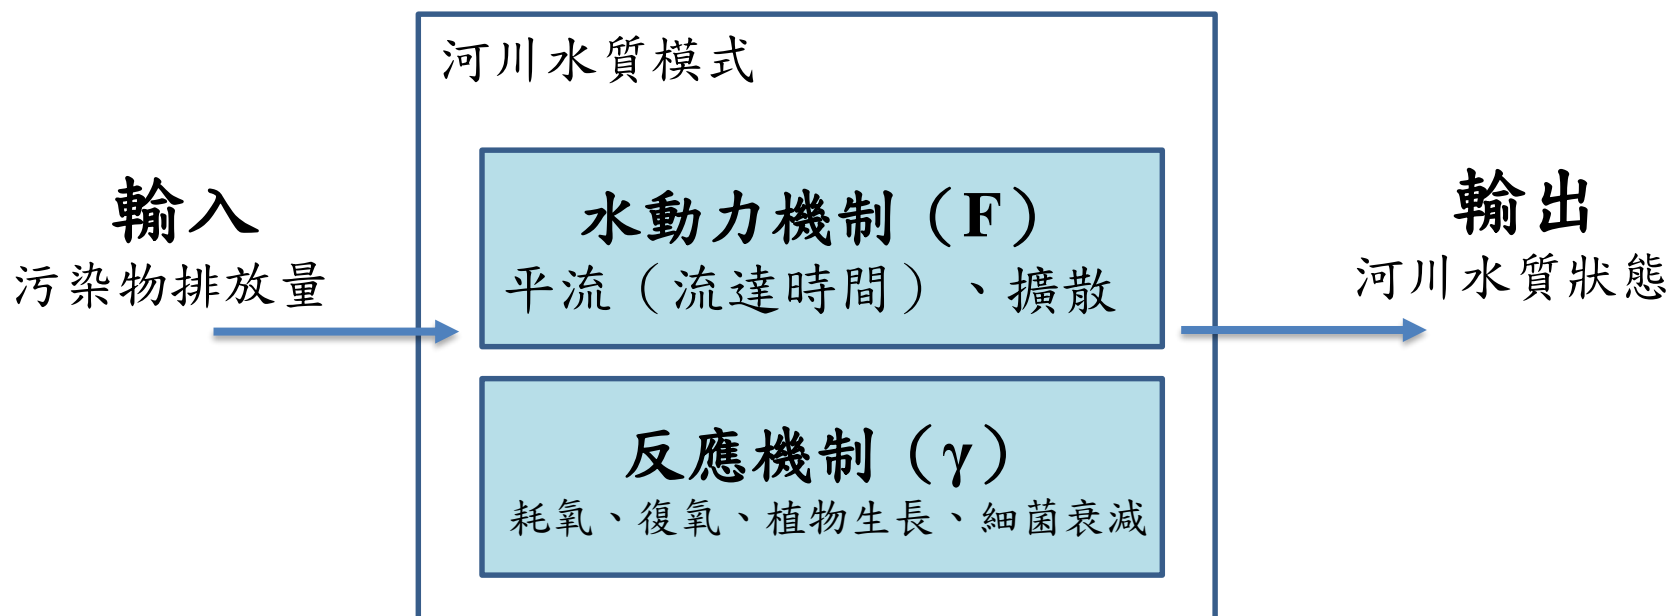 河川水質模式
輸入
污染物排放量
水動力機制（F）
平流（流達時間）、擴散
反應機制（γ）
耗氧、復氧、植物生長、細菌衰減
輸出
河川水質狀態